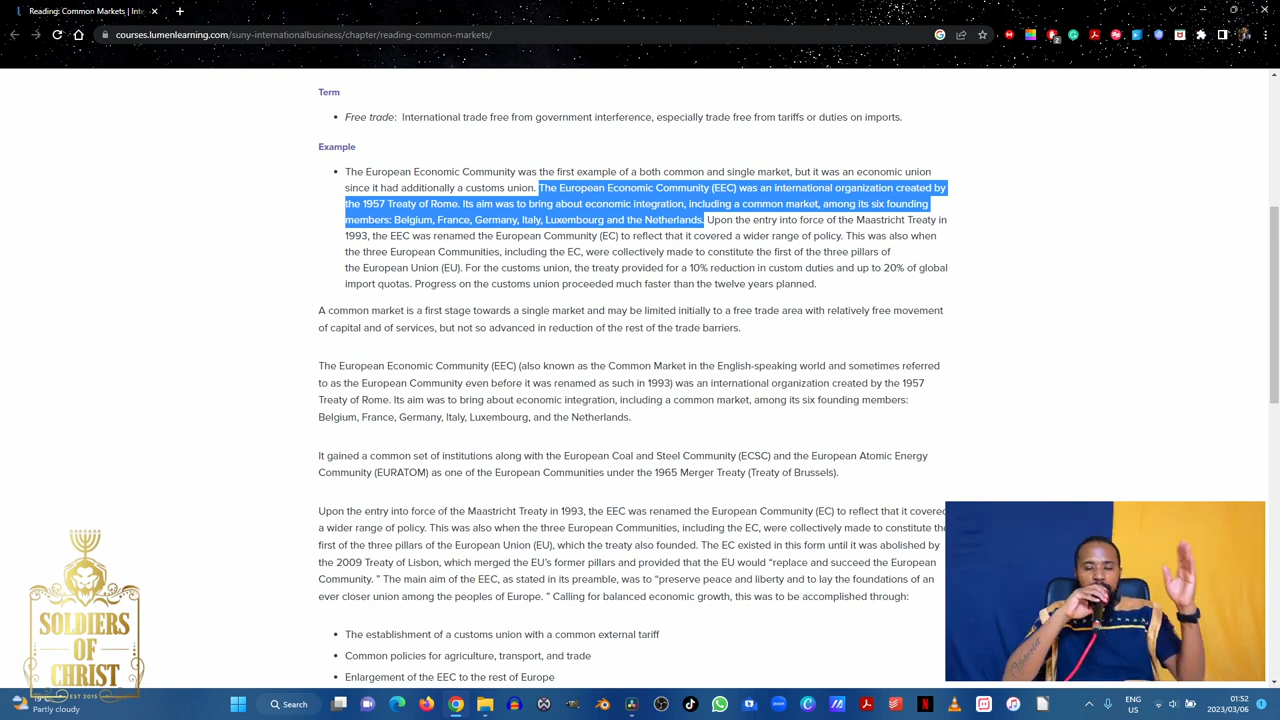 Reading: Common Markets | Inte
courses.lumenlearning.com/suny-internationalbusiness/chapter/reading-common-markets/
Term
• Free trade: International trade free from government interference, especially trade free from tariffs or duties on imports.
Example
• The European Economic Community was the first example of a both common and single market, but it was an economic union
since it had additionally a customs union. The European Economic Community (EEC) was an international organization created by
the 1957 Treaty of Rome. Its aim was to bring about economic integration, including a common market, among its six founding
members: Belgium, France, Germany, Italy, Luxembourg and the Netherlands. Upon the entry into force of the Maastricht Treaty in
1993, the EEC was renamed the European Community (EC) to reflect that it covered a wider range of policy. This was also when
the three European Communities, including the EC, were collectively made to constitute the first of the three pillars of
the European Union (EU). For the customs union, the treaty provided for a 10% reduction in custom duties and up to 20% of global
import quotas. Progress on the customs union proceeded much faster than the twelve years planned.
A common market is a first stage towards a single market and may be limited initially to a free trade area with relatively free movement
of capital and of services, but not so advanced in reduction of the rest of the trade barriers.
The European Economic Community (EEC) (also known as the Common Market in the English-speaking world and sometimes referred
to as the European Community even before it was renamed as such in 1993) was an international organization created by the 1957
Treaty of Rome. Its aim was to bring about economic integration, including a common market, among its six founding members:
Belgium, France, Germany, Italy, Luxembourg, and the Netherlands.
It gained a common set of institutions along with the European Coal and Steel Community (ECSC) and the European Atomic Energy
Community (EURATOM) as one of the European Communities under the 1965 Merger Treaty (Treaty of Brussels).
Upon the entry into force of the Maastricht Treaty in 1993, the EEC was renamed the European Community (EC) to reflect that it covered
a wider range of policy. This was also when the three European Communities, including the EC, were collectively made to constitute the
first of the three pillars of the European Union (EU), which the treaty also founded. The EC existed in this form until it was abolished by
the 2009 Treaty of Lisbon, which merged the EU's former pillars and provided that the EU would “replace and succeed the European
Community. ” The main aim of the EEC, as stated in its preamble, was to “preserve peace and liberty and to lay the foundations of an
ever closer union among the peoples of Europe. ” Calling for balanced economic growth, this was to be accomplished through:
• The establishment of a customs union with a common external tariff
• Common policies for agriculture, transport, and trade
• Enlargement of the EEC to the rest of Europe
SOLDIERS
OF
CHRIST
EST 2015
Partly cloudy
Search
zoom
ENG
US
01:52
2023/03/06